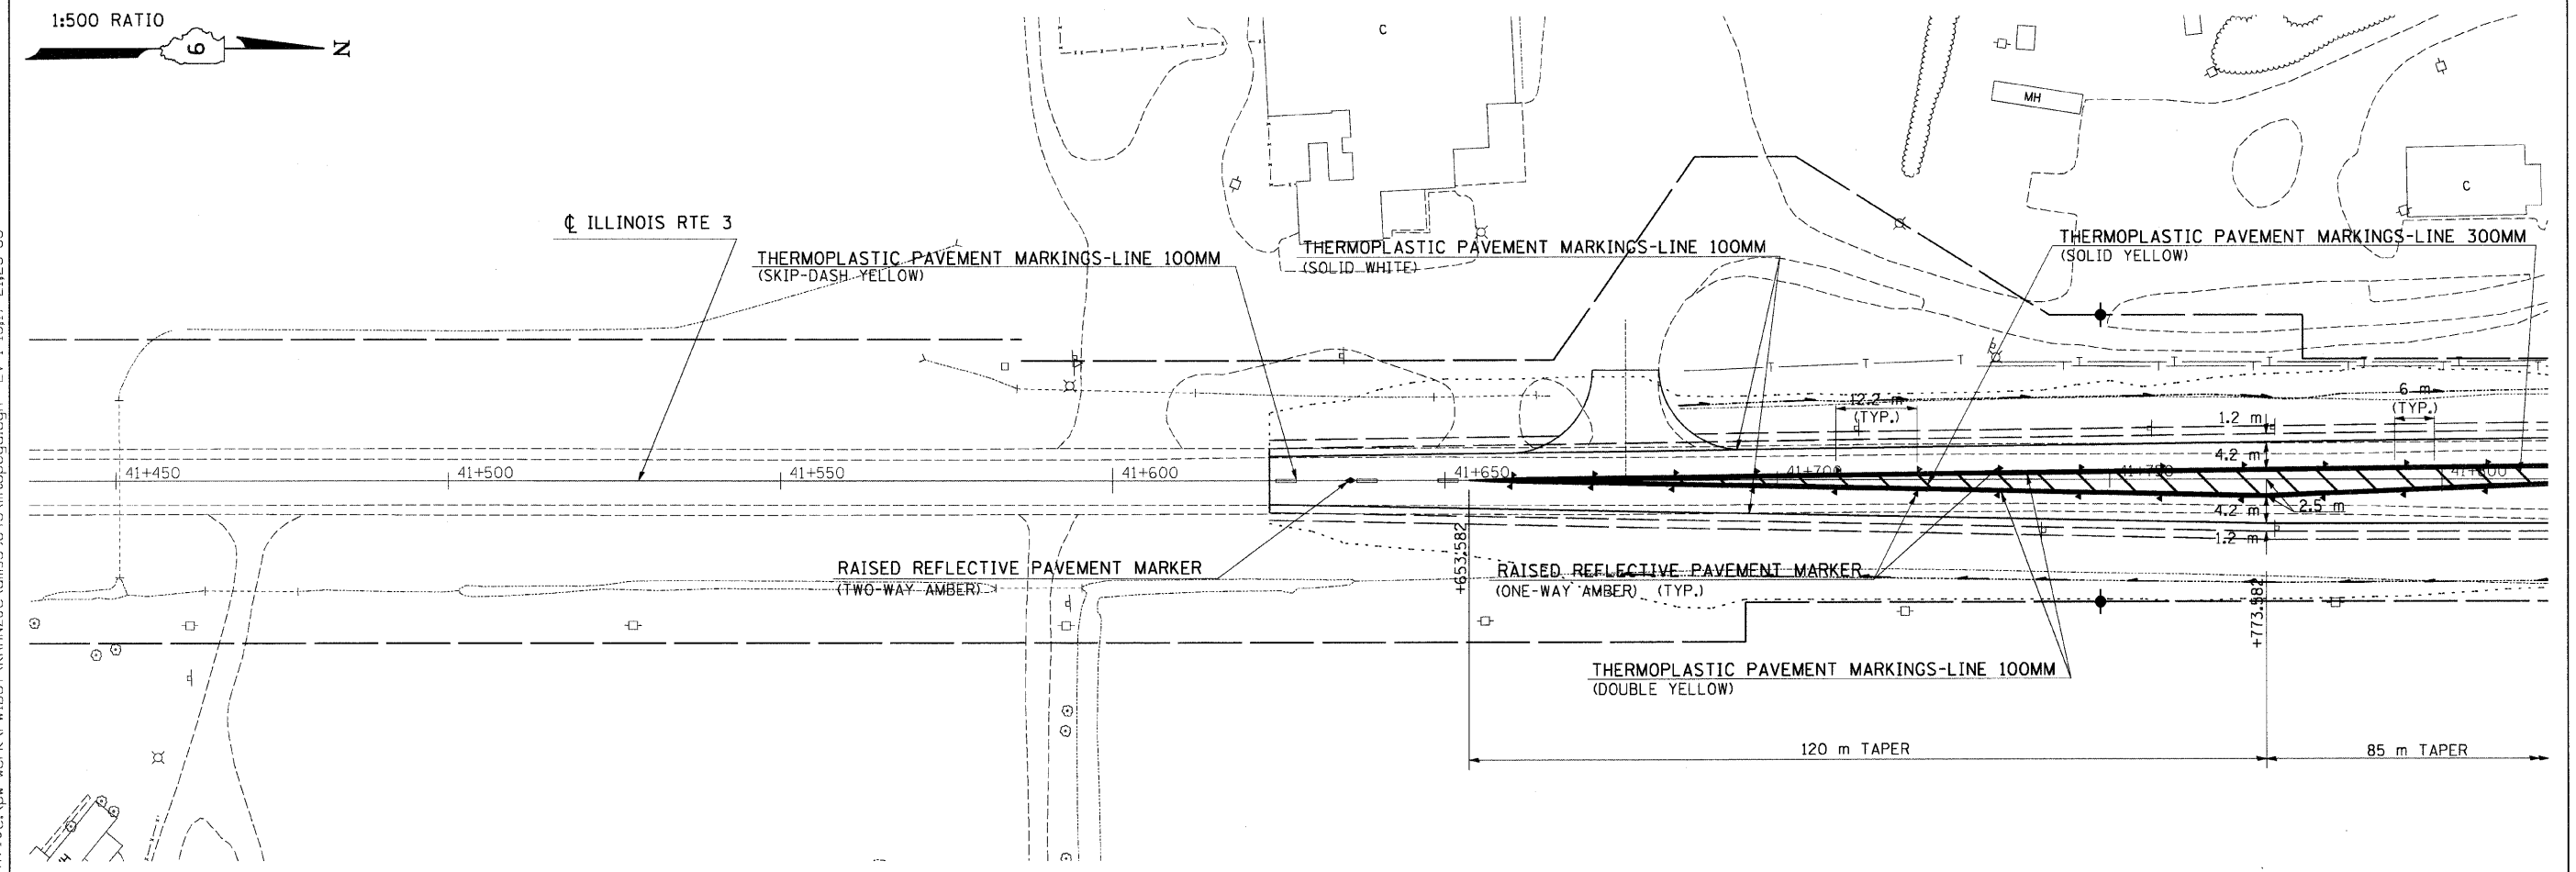 1:500 RATIO
6
N
C
MH
C
℄ ILLINOIS RTE 3
THERMOPLASTIC PAVEMENT MARKINGS-LINE 100MM
(SKIP-DASH YELLOW)
THERMOPLASTIC PAVEMENT MARKINGS-LINE 100MM
(SOLID WHITE)
THERMOPLASTIC PAVEMENT MARKINGS-LINE 300MM
(SOLID YELLOW)
12.2 m
(TYP.)
6 m
(TYP.)
1.2 m
4.2 m
41+450
41+500
41+550
41+600
41+650
41+700
4.2 m
2.5 m
1.2 m
+653.582
+773.582
RAISED REFLECTIVE PAVEMENT MARKER
(TWO-WAY AMBER)
RAISED REFLECTIVE PAVEMENT MARKER
(ONE-WAY AMBER) (TYP.)
THERMOPLASTIC PAVEMENT MARKINGS-LINE 100MM
(DOUBLE YELLOW)
120 m TAPER
85 m TAPER